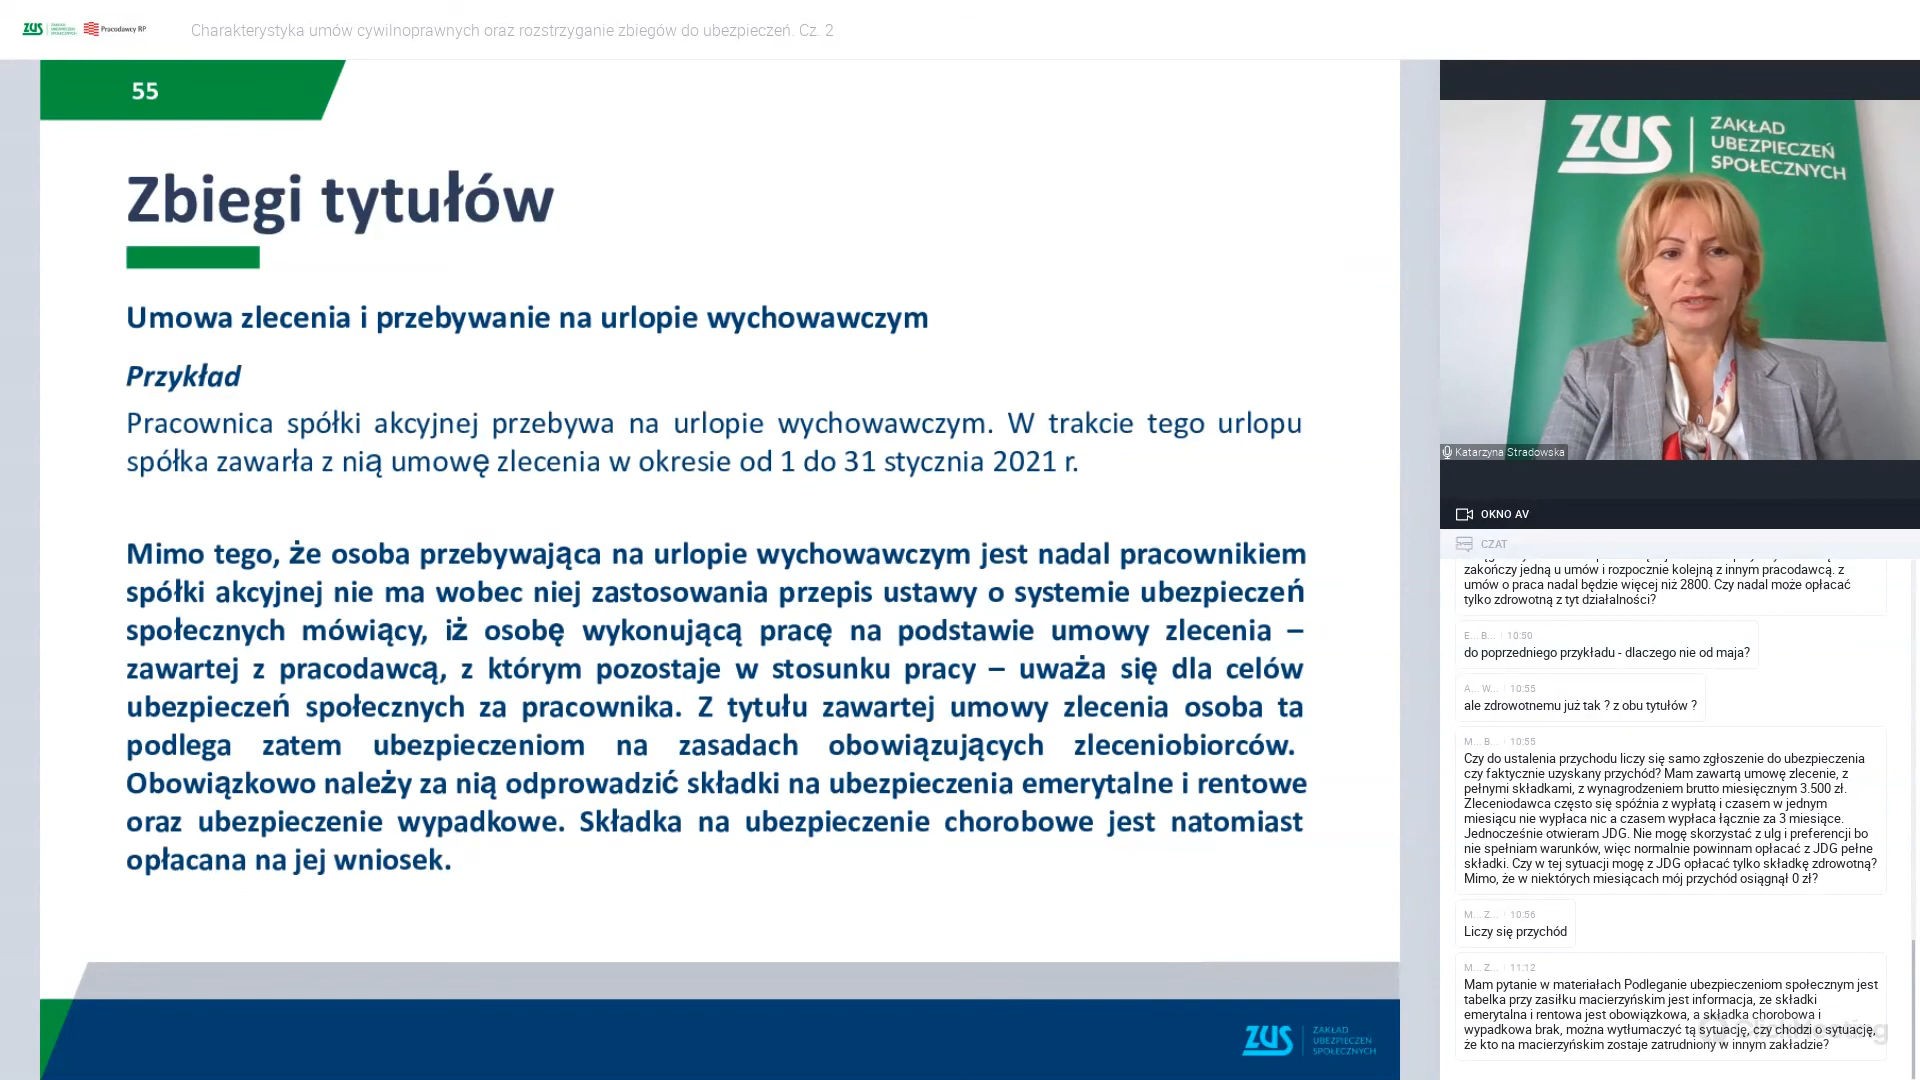 ZUS ZAKŁAD UBEZPIECZEŃ SPOŁECZNYCH Pracodawcy RP
Charakterystyka umów cywilnoprawnych oraz rozstrzyganie zbiegów do ubezpieczeń. Cz. 2
55
Zbiegi tytułów
Umowa zlecenia i przebywanie na urlopie wychowawczym
Przykład
Pracownica spółki akcyjnej przebywa na urlopie wychowawczym. W trakcie tego urlopu
spółka zawarła z nią umowę zlecenia w okresie od 1 do 31 stycznia 2021 r.
Mimo tego, że osoba przebywająca na urlopie wychowawczym jest nadal pracownikiem
spółki akcyjnej nie ma wobec niej zastosowania przepis ustawy o systemie ubezpieczeń
społecznych mówiący, iż osobę wykonującą pracę na podstawie umowy zlecenia –
zawartej z pracodawcą, z którym pozostaje w stosunku pracy – uważa się dla celów
ubezpieczeń społecznych za pracownika. Z tytułu zawartej umowy zlecenia osoba ta
podlega zatem ubezpieczeniom na zasadach obowiązujących zleceniobiorców.
Obowiązkowo należy za nią odprowadzić składki na ubezpieczenia emerytalne i rentowe
oraz ubezpieczenie wypadkowe. Składka na ubezpieczenie chorobowe jest natomiast
opłacana na jej wniosek.
ZUS ZAKŁAD
UBEZPIECZEŃ
SPOŁECZNYCH
ZUS ZAKŁAD
UBEZPIECZEŃ
SPOŁECZNYCH
Katarzyna Stradowska
OKNO AV
CZAT
zakończy jedną u umów i rozpocznie kolejną z innym pracodawcą. z
umów o praca nadal będzie więcej niż 2800. Czy nadal może opłacać
tylko zdrowotną z tyt działalności?
E... B... | 10:50
do poprzedniego przykładu - dlaczego nie od maja?
A... W... | 10:55
ale zdrowotnemu już tak ? z obu tytułów ?
M... B... | 10:55
Czy do ustalenia przychodu liczy się samo zgłoszenie do ubezpieczenia
czy faktycznie uzyskany przychód? Mam zawartą umowę zlecenie, z
pełnymi składkami, z wynagrodzeniem brutto miesięcznym 3.500 zł.
Zleceniodawca często się spóźnia z wypłatą i czasem w jednym
miesiącu nie wypłaca nic a czasem wypłaca łącznie za 3 miesiące.
Jednocześnie otwieram JDG. Nie mogę skorzystać z ulg i preferencji bo
nie spełniam warunków, więc normalnie powinnam opłacać z JDG pełne
składki. Czy w tej sytuacji mogę z JDG opłacać tylko składkę zdrowotną?
Mimo, że w niektórych miesiącach mój przychód osiągnął 0 zł?
M... Z... | 10:56
Liczy się przychód
M... Z... | 11:12
Mam pytanie w materiałach Podleganie ubezpieczeniom społecznym jest
tabelka przy zasiłku macierzyńskim jest informacja, ze składki
emerytalna i rentowa jest obowiązkowa, a składka chorobowa i
wypadkowa brak, można wytłumaczyć tą sytuację, czy chodzi o sytuację,
że kto na macierzyńskim zostaje zatrudniony w innym zakładzie?